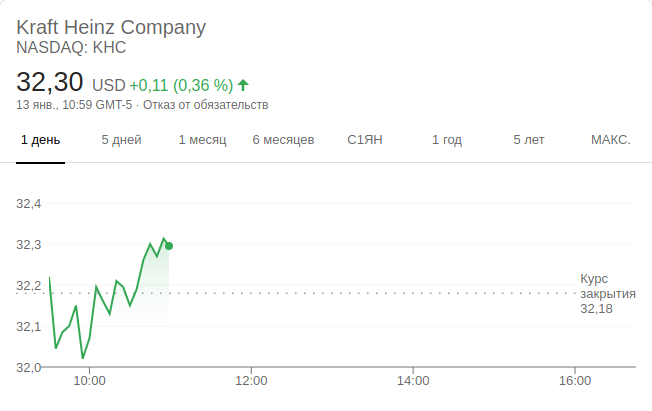 Kraft Heinz Company
NASDAQ: KHC
32,30 USD +0,11 (0,36 %)
13 янв., 10:59 GMT-5 · Отказ от обязательств
1 день 5 дней 1 месяц 6 месяцев С1ЯН 1 год 5 лет МАКС.
32,4
32,3
32,2
Курс
закрытия
32,18
32,1
32,0
10:00 12:00 14:00 16:00